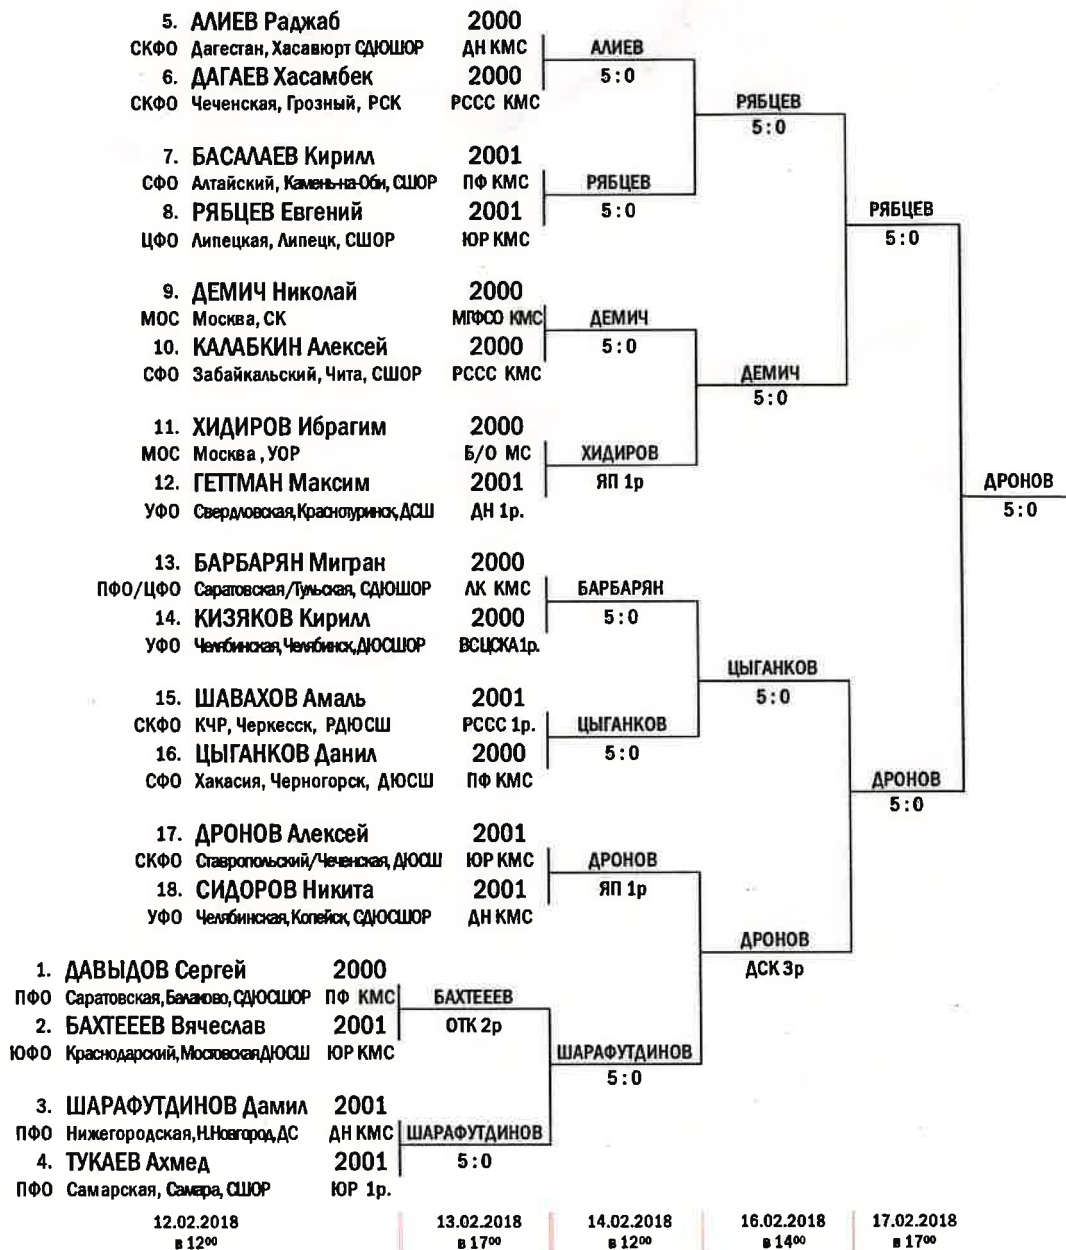 5. АЛИЕВ Раджаб 2000
СКФО Дагестан, Хасавюрт СДЮШОР ДН КМС
АЛИЕВ
5:0
6. ДАГАЕВ Хасамбек 2000
СКФО Чеченская, Грозный, РСК РССС КМС
РЯБЦЕВ
5:0
7. БАСАЛАЕВ Кирилл 2001
СФО Алтайский, Камень-на-Оби, СШОР ПФ КМС
РЯБЦЕВ
5:0
8. РЯБЦЕВ Евгений 2001
ЦФО Липецкая, Липецк, СШОР ЮР КМС
РЯБЦЕВ
5:0
9. ДЕМИЧ Николай 2000
МОС Москва, СК МГФСО КМС
ДЕМИЧ
5:0
10. КАЛАБКИН Алексей 2000
СФО Забайкальский, Чита, СШОР РССС КМС
ДЕМИЧ
5:0
11. ХИДИРОВ Ибрагим 2000
МОС Москва, УОР Б/О МС
ХИДИРОВ
ЯП 1р
12. ГЕТТМАН Максим 2001
УФО Свердловская, Краснотуринск, ДСШ ДН 1р.
ДРОНОВ
5:0
13. БАРБАРЯН Мигран 2000
ПФО/ЦФО Саратовская/Тульская, СДЮШОР ЛК КМС
БАРБАРЯН
5:0
14. КИЗЯКОВ Кирилл 2000
УФО Челябинская, Челябинск, ДЮСШОР ВС ЦСКА 1р.
ЦЫГАНКОВ
5:0
15. ШАВАХОВ Амаль 2001
СКФО КЧР, Черкесск, РДЮСШ РССС 1р.
ЦЫГАНКОВ
5:0
16. ЦЫГАНКОВ Данил 2000
СФО Хакасия, Черногорск, ДЮСШ ПФ КМС
ДРОНОВ
5:0
17. ДРОНОВ Алексей 2001
СКФО Ставропольский/Чеченская, ДЮСШ ЮР КМС
ДРОНОВ
ЯП 1р
18. СИДОРОВ Никита 2001
УФО Челябинская, Копейск, СДЮСШОР ДН КМС
ДРОНОВ
ДСК 3р
1. ДАВЫДОВ Сергей 2000
ПФО Саратовская, Балаково, СДЮСШОР ПФ КМС
БАХТЕЕЕВ
ОТК 2р
2. БАХТЕЕЕВ Вячеслав 2001
ЮФО Краснодарский, Мостовская ДЮСШ ЮР КМС
ШАРАФУТДИНОВ
5:0
3. ШАРАФУТДИНОВ Дамил 2001
ПФО Нижегородская, Н.Новгород, ДС ДН КМС
ШАРАФУТДИНОВ
5:0
4. ТУКАЕВ Ахмед 2001
ПФО Самарская, Самара, СШОР ЮР 1р.
12.02.2018 13.02.2018 14.02.2018 16.02.2018 17.02.2018
в 12⁰⁰ в 17⁰⁰ в 12⁰⁰ в 14⁰⁰ в 17⁰⁰